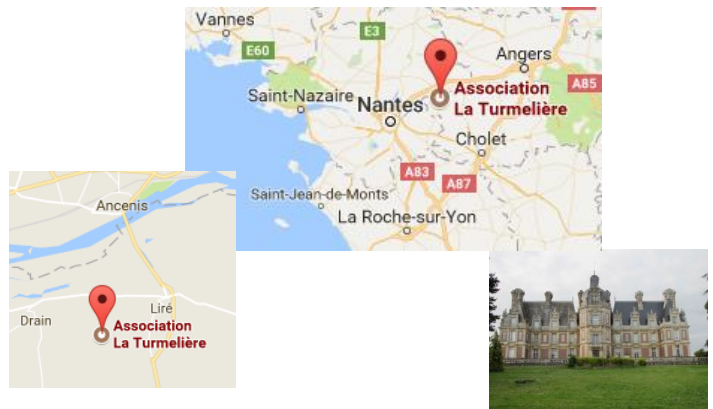 Vannes
E60
E3
Angers
A85
Saint-Nazaire
Nantes
Association
La Turmelière
Cholet
A83
A87
Saint-Jean-de-Monts
La Roche-sur-Yon
Ancenis
Drain
Liré
Association
La Turmelière